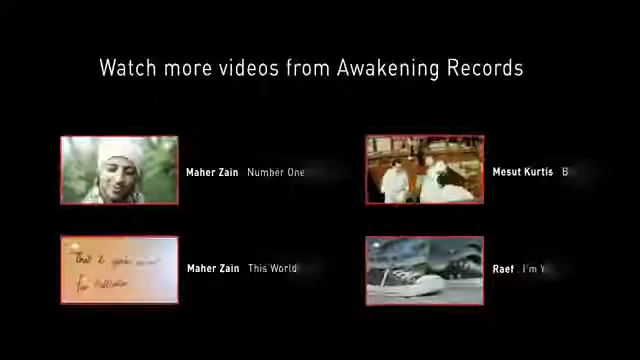 Watch more videos from Awakening Records
Maher Zain Number One
Mesut Kurtis B
Maher Zain This World
Raef I'm